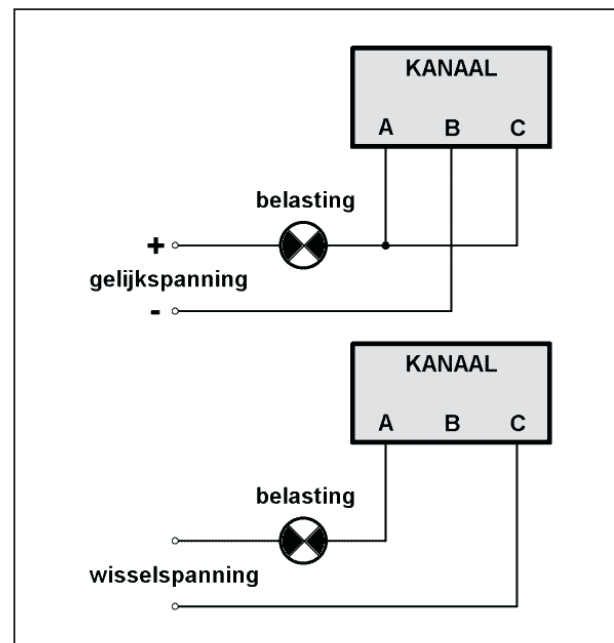 KANAAL
A B C
belasting
+
gelijkspanning
-
KANAAL
A B C
belasting
wisselspanning